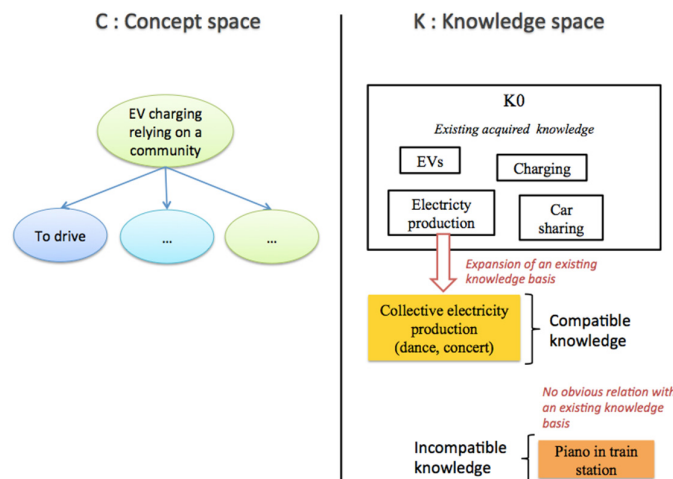 C : Concept space
EV charging
relying on a
community
To drive
...
...
K : Knowledge space
K0
Existing acquired knowledge
EVs
Charging
Electricty
production
Car
sharing
Expansion of an existing
knowledge basis
Collective electricity
production
(dance, concert)
Compatible
knowledge
No obvious relation with
an existing knowledge
basis
Incompatible
knowledge
Piano in train
station